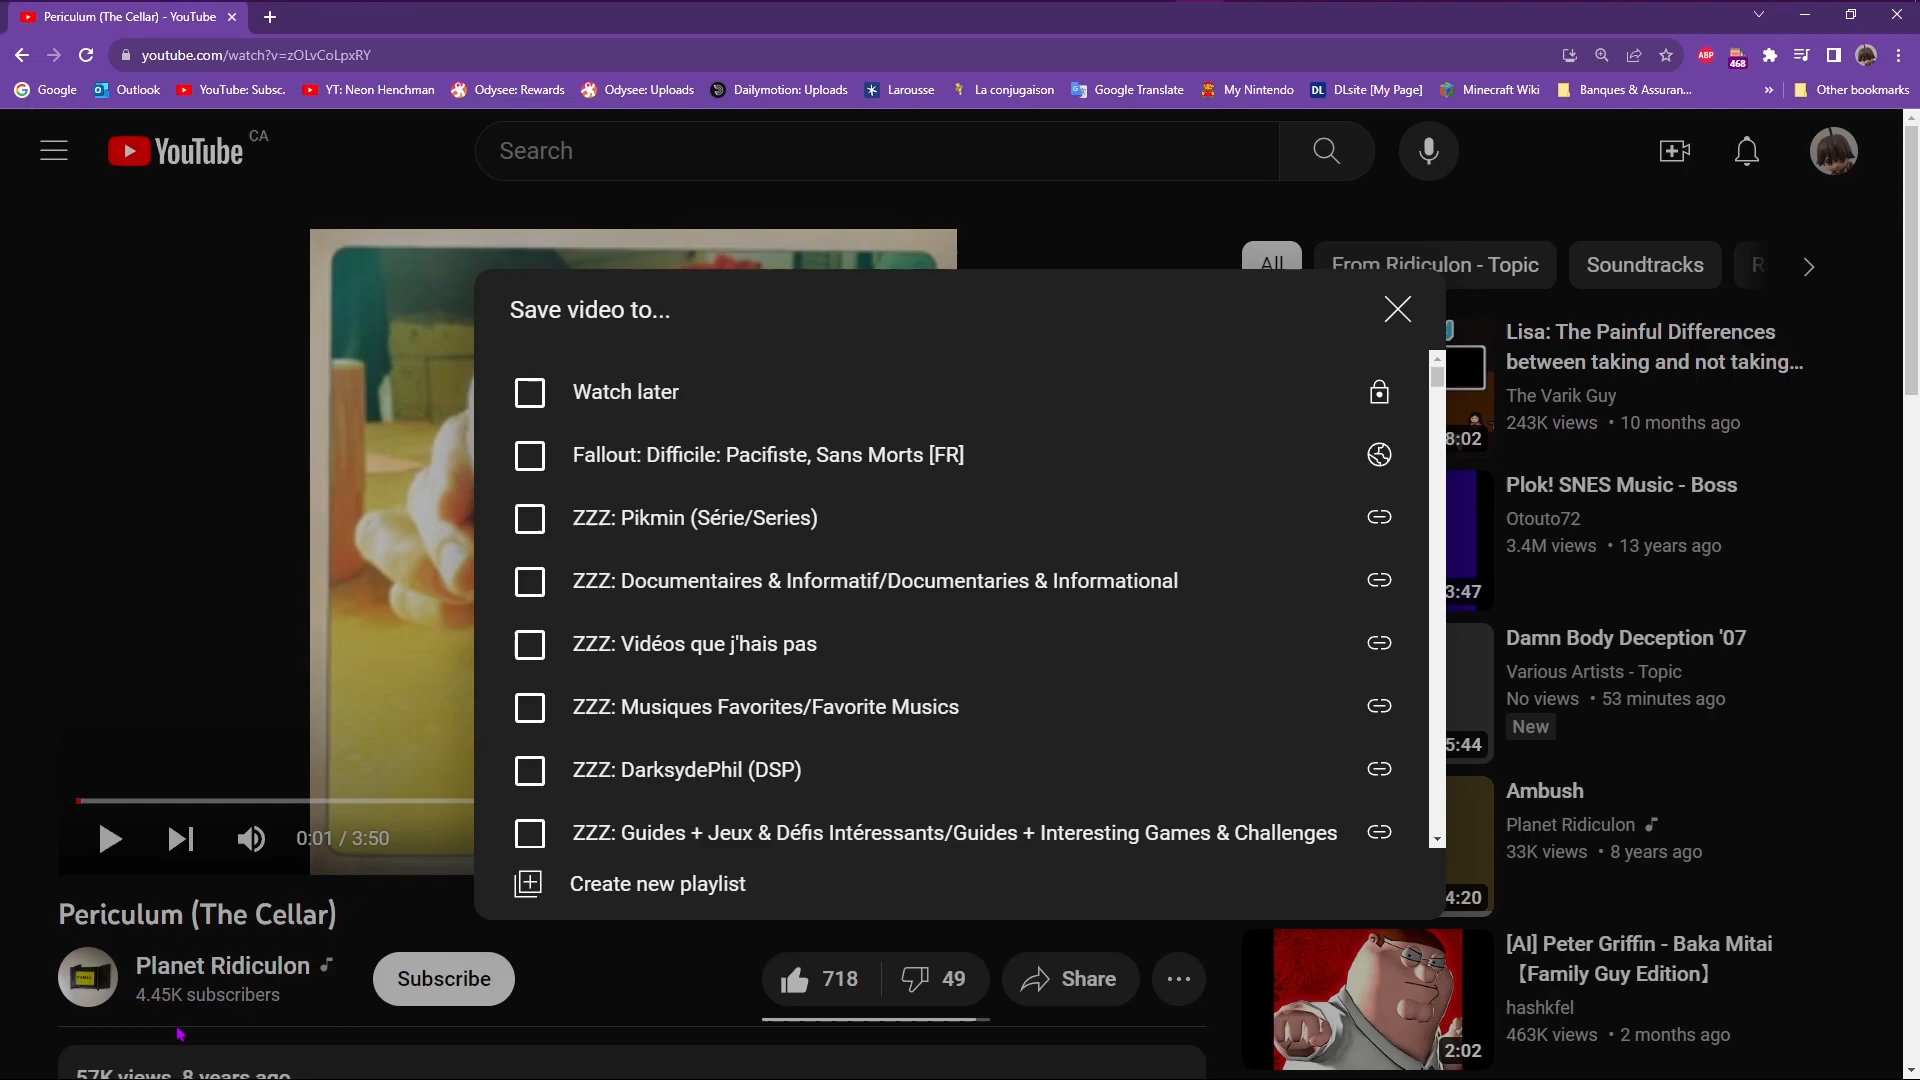 Periculum (The Cellar) - YouTube
youtube.com/watch?v=zOLvCoLpxRY
ABP
468
Google
Outlook
YouTube: Subsc.
YT: Neon Henchman
Odysee: Rewards
Odysee: Uploads
Dailymotion: Uploads
Larousse
La conjugaison
Google Translate
My Nintendo
DL
DLsite [My Page]
Minecraft Wiki
Banques & Assuran...
»
Other bookmarks
YouTube
CA
Search
All
From Ridiculon - Topic
Soundtracks
R
Save video to...
Watch later
Fallout: Difficile: Pacifiste, Sans Morts [FR]
ZZZ: Pikmin (Série/Series)
ZZZ: Documentaires & Informatif/Documentaries & Informational
ZZZ: Vidéos que j'hais pas
ZZZ: Musiques Favorites/Favorite Musics
ZZZ: DarksydePhil (DSP)
ZZZ: Guides + Jeux & Défis Intéressants/Guides + Interesting Games & Challenges
Create new playlist
0:01 / 3:50
Periculum (The Cellar)
Planet Ridiculon
4.45K subscribers
Subscribe
718
49
Share
57K views 8 years ago
Lisa: The Painful Differences
between taking and not taking...
The Varik Guy
243K views • 10 months ago
8:02
Plok! SNES Music - Boss
Otouto72
3.4M views • 13 years ago
3:47
Damn Body Deception '07
Various Artists - Topic
No views • 53 minutes ago
New
5:44
Ambush
Planet Ridiculon
33K views • 8 years ago
4:20
[AI] Peter Griffin - Baka Mitai
【Family Guy Edition】
hashkfel
463K views • 2 months ago
2:02